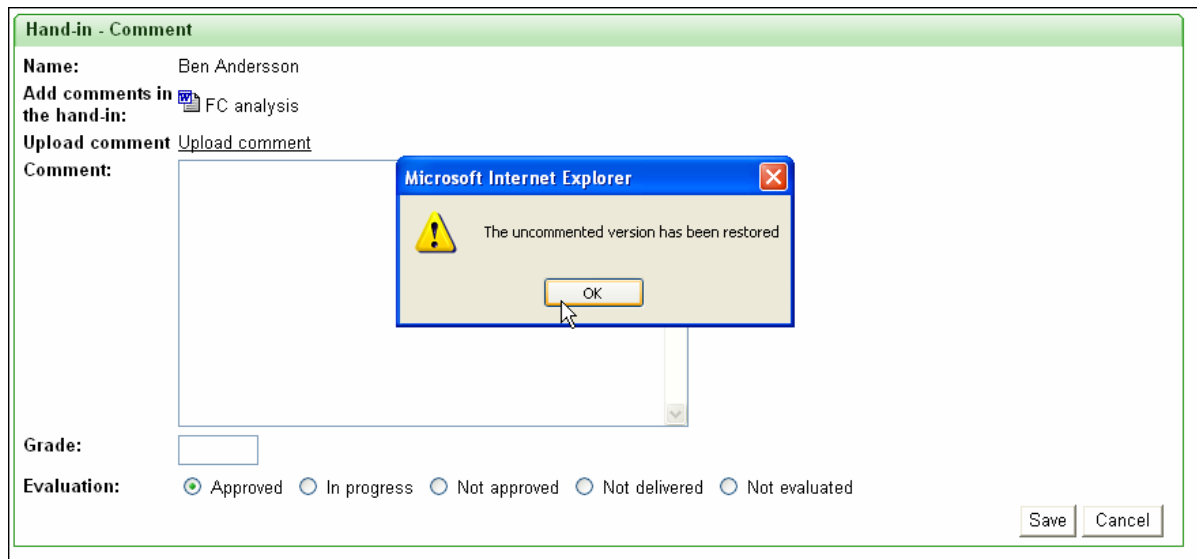 Hand-in - Comment
Name: Ben Andersson
Add comments in
the hand-in: FC analysis
Upload comment Upload comment
Comment:
Microsoft Internet Explorer
The uncommented version has been restored
OK
Grade:
Evaluation: Approved In progress Not approved Not delivered Not evaluated
Save Cancel